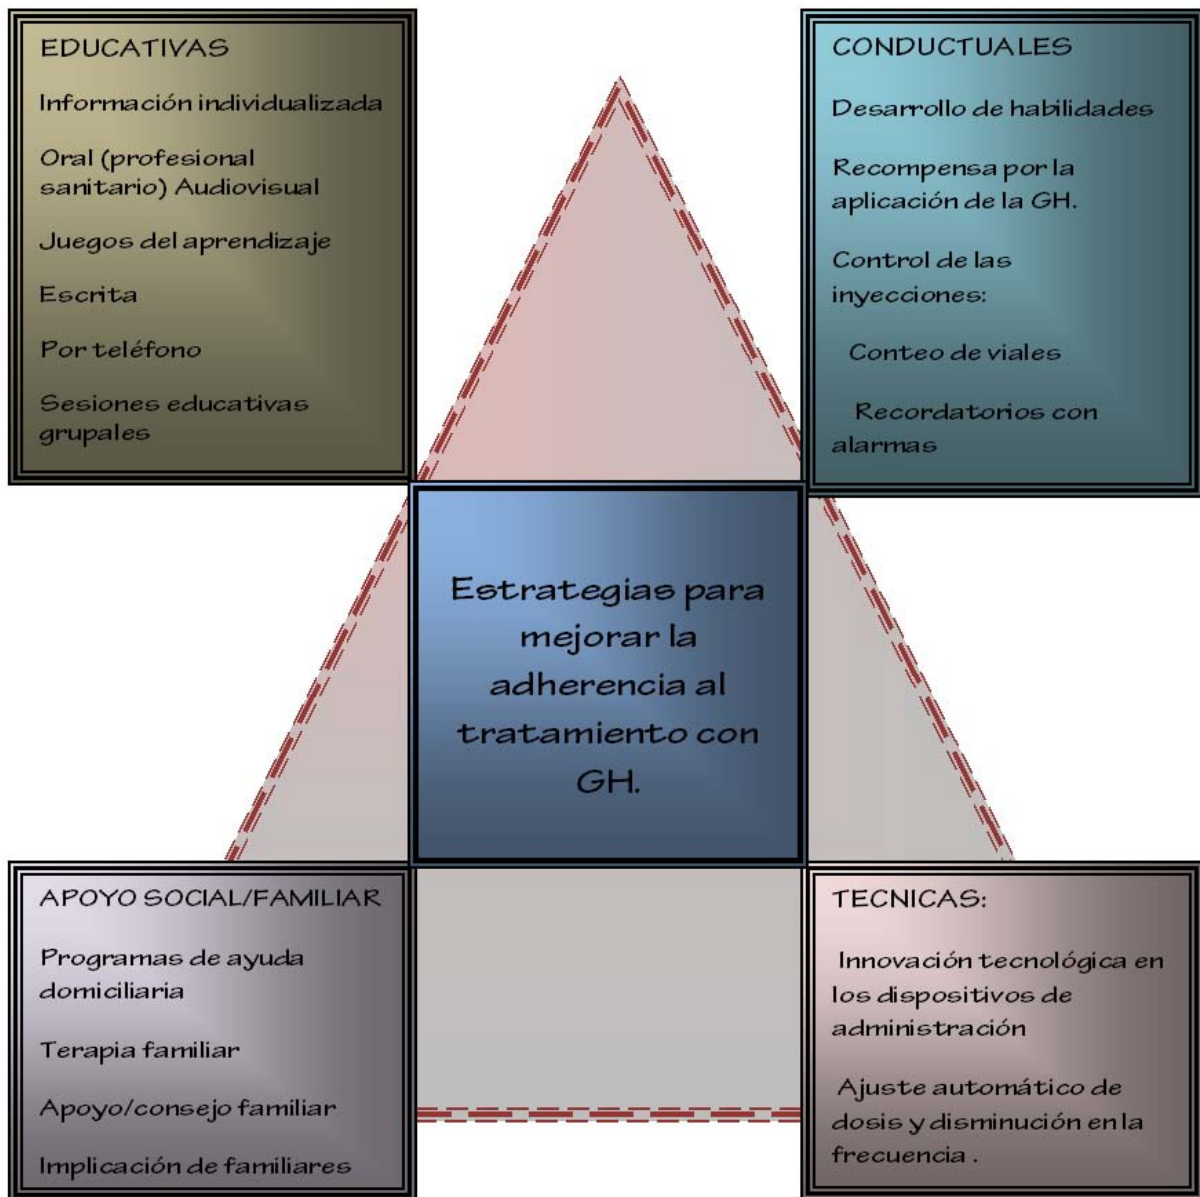 EDUCATIVAS
Información individualizada
Oral (profesional
sanitario) Audiovisual
Juegos del aprendizaje
Escrita
Por teléfono
Sesiones educativas
grupales
CONDUCTUALES
Desarrollo de habilidades
Recompensa por la
aplicación de la GH.
Control de las
inyecciones:
Conteo de viales
Recordatorios con
alarmas
Estrategias para
mejorar la
adherencia al
tratamiento con
GH.
APOYO SOCIAL/FAMILIAR
Programas de ayuda
domiciliaria
Terapia familiar
Apoyo/consejo familiar
Implicación de familiares
TECNICAS:
Innovación tecnológica en
los dispositivos de
administración
Ajuste automático de
dosis y disminución en la
frecuencia .